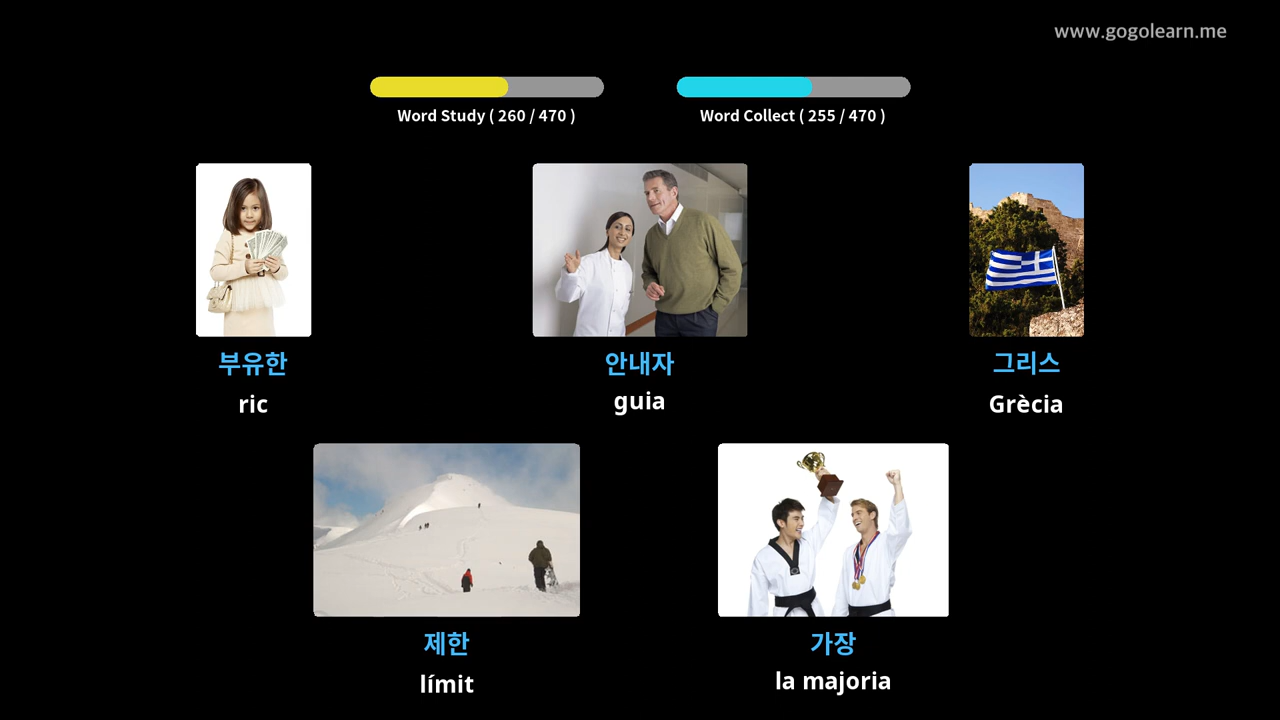 www.gogolearn.me
Word Study ( 260 / 470 )
Word Collect ( 255 / 470 )
부유한
ric
안내자
guia
그리스
Grècia
제한
límit
가장
la majoria